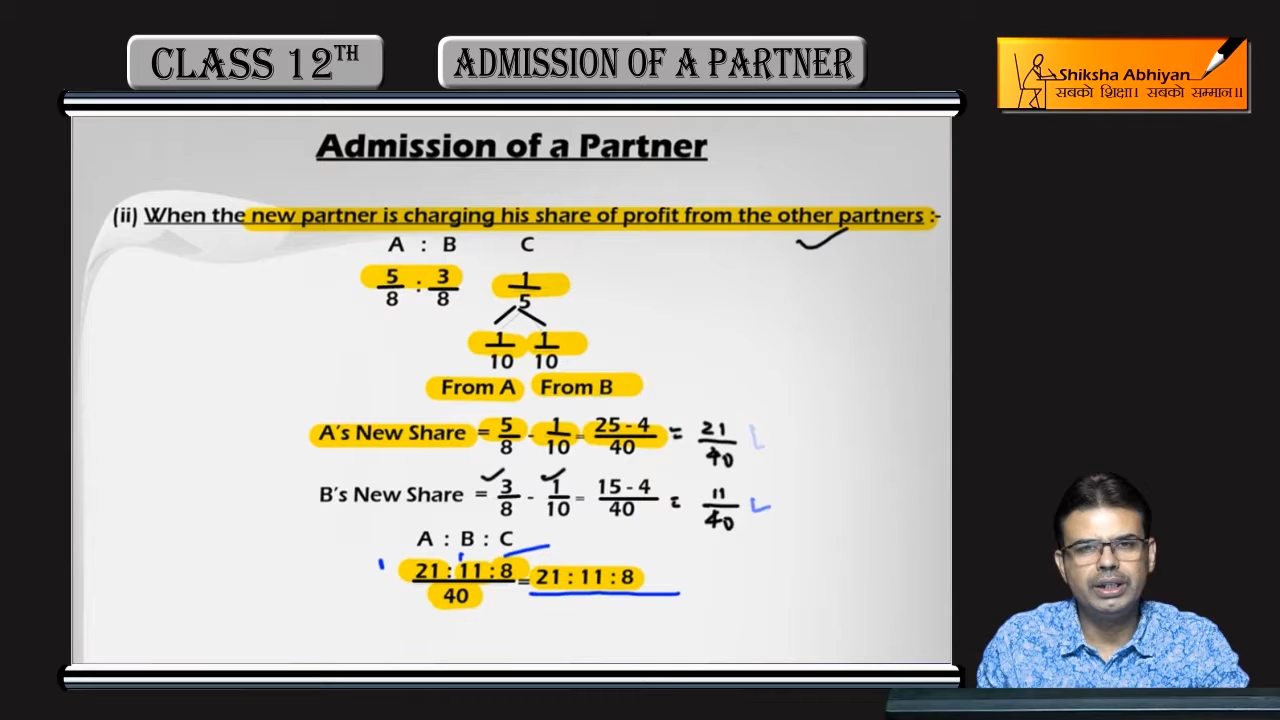 CLASS 12TH
ADMISSION OF A PARTNER
Shiksha Abhiyan
सबको शिक्षा। सबको सम्मान।।
Admission of a Partner
(ii) When the new partner is charging his share of profit from the other partners :-
A : B C
5/8 : 3/8 1/5
1/10 1/10
From A From B
A's New Share = 5/8 - 1/10 = 25 - 4/40 = 21/40
B's New Share = 3/8 - 1/10 = 15 - 4/40 = 11/40
A : B : C
21 : 11 : 8/40 = 21 : 11 : 8